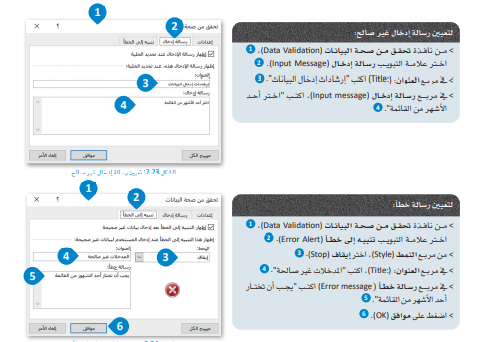 لتعيين رسالة إدخال غير صالح:
> من نافذة تحقق من صحة البيانات (Data Validation)، 1
اختر علامة التبويب رسالة إدخال (Input Message). 2
> في مربع العنوان: (Title:) اكتب "إرشادات إدخال البيانات". 3
> في مربع رسالة إدخال (Input message)، اكتب "اختر أحد
الأشهر من القائمة". 4
تحقق من صحة
? ×
1
2
إعدادات رسالة إدخال تنبيه إلى الخطأ
إظهار رسالة الإدخال عند تحديد الخلية
إظهار رسالة الإدخال هذه، عند تحديد الخلية:
العنوان:
إرشادات إدخال البيانات
3
رسالة إدخال:
اختر أحد الأشهر من القائمة
4
مسح الكل موافق إلغاء الأمر
لتعيين رسالة خطأ:
> من نافذة تحقق من صحة البيانات (Data Validation)، 1
اختر علامة التبويب تنبيه إلى خطأ (Error Alert). 2
> من مربع النمط (Style)، اختر إيقاف (Stop). 3
> في مربع العنوان: (Title:)، اكتب "المدخلات غير صالحة". 4
> في مربع رسالة خطأ (Error message) اكتب "يجب أن تختار
أحد الأشهر من القائمة". 5
> اضغط على موافق (OK). 6
تحقق من صحة البيانات
? ×
1
2
إعدادات رسالة إدخال تنبيه إلى الخطأ
إظهار التنبيه إلى الخطأ بعد إدخال بيانات غير صحيحة
إظهار هذا التنبيه إلى الخطأ عند إدخال المستخدم لبيانات غير صحيحة:
النمط: العنوان:
إيقاف 3 المدخلات غير صالحة 4
رسالة خطأ:
يجب أن تختار أحد الشهور من القائمة
5
6
مسح الكل موافق إلغاء الأمر